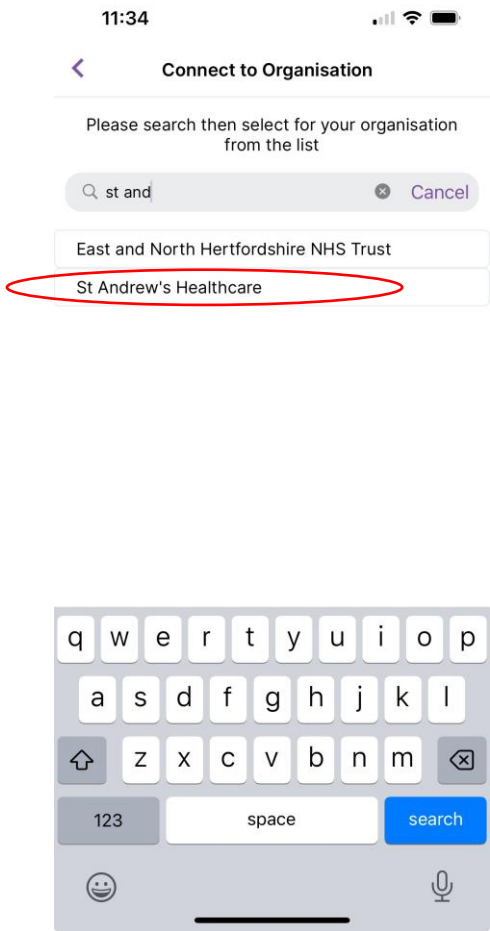 11:34
Connect to Organisation
Please search then select for your organisation
from the list
st and
Cancel
East and North Hertfordshire NHS Trust
St Andrew's Healthcare
q w e r t y u i o p
a s d f g h j k l
z x c v b n m
123 space search